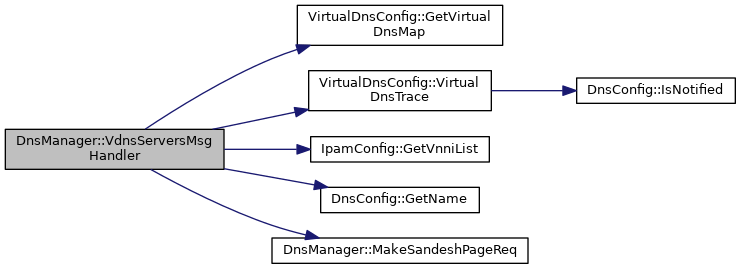 VirtualDnsConfig::GetVirtual
DnsMap
VirtualDnsConfig::Virtual
DnsTrace
DnsConfig::IsNotified
DnsManager::VdnsServersMsg
Handler
IpamConfig::GetVnniList
DnsConfig::GetName
DnsManager::MakeSandeshPageReq